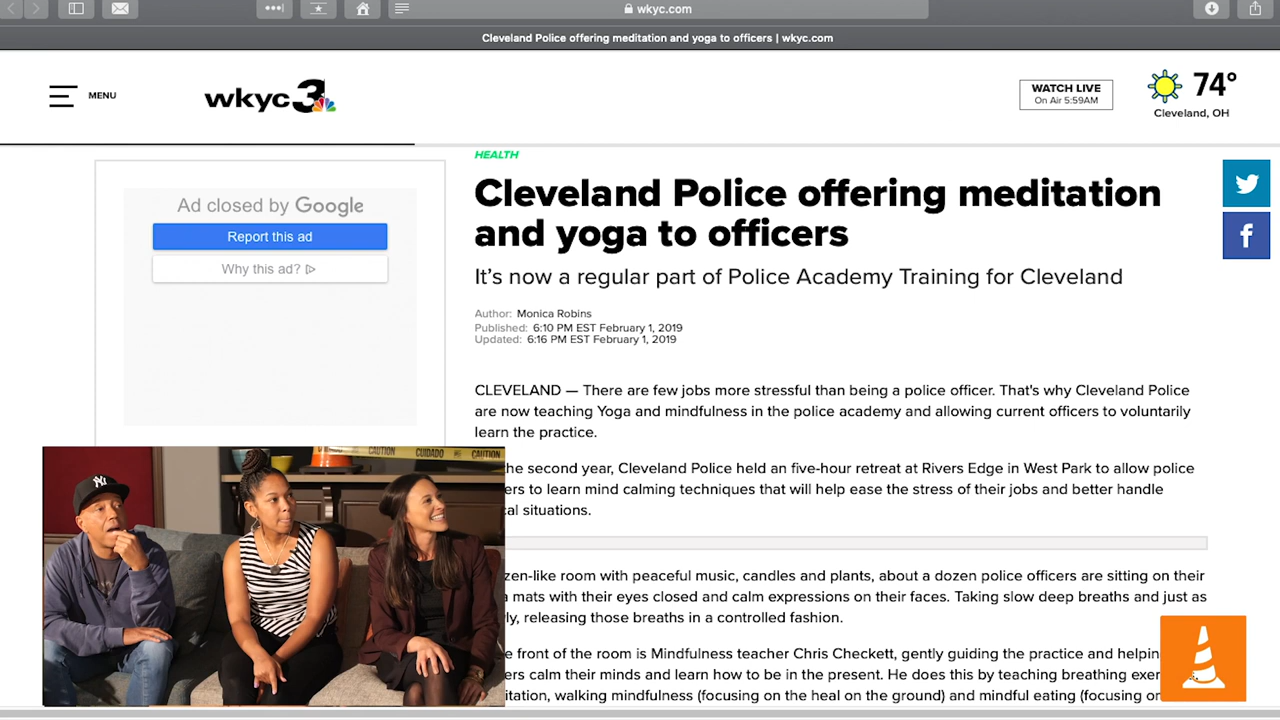 wkyc.com
Cleveland Police offering meditation and yoga to officers | wkyc.com
MENU
wkyc 3
WATCH LIVE
On Air 5:59AM
74°
Cleveland, OH
HEALTH
Cleveland Police offering meditation
and yoga to officers
It's now a regular part of Police Academy Training for Cleveland
Author: Monica Robins
Published: 6:10 PM EST February 1, 2019
Updated: 6:16 PM EST February 1, 2019
Ad closed by Google
Report this ad
Why this ad?
CLEVELAND — There are few jobs more stressful than being a police officer. That's why Cleveland Police
are now teaching Yoga and mindfulness in the police academy and allowing current officers to voluntarily
learn the practice.
the second year, Cleveland Police held an five-hour retreat at Rivers Edge in West Park to allow police
ers to learn mind calming techniques that will help ease the stress of their jobs and better handle
al situations.
zen-like room with peaceful music, candles and plants, about a dozen police officers are sitting on their
mats with their eyes closed and calm expressions on their faces. Taking slow deep breaths and just as
ly, releasing those breaths in a controlled fashion.
e front of the room is Mindfulness teacher Chris Checkett, gently guiding the practice and helpin
ers calm their minds and learn how to be in the present. He does this by teaching breathing exer
itation, walking mindfulness (focusing on the heal on the ground) and mindful eating (focusing on
CAUTION CUIDADO CAUTION
NY